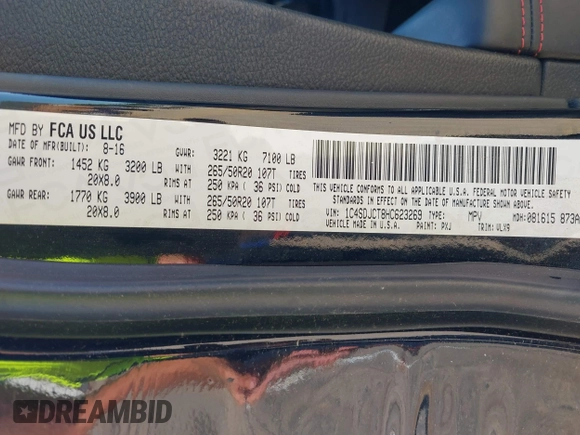 MFD BY FCA US LLC
DATE OF MFR(BUILT): 8-16 GVWR: 3221 KG 7100 LB
GAWR FRONT: 1452 KG 3200 LB WITH 265/50R20 107T TIRES
20X8.0 RIMS AT 250 KPA ( 36 PSI) COLD
GAWR REAR: 1770 KG 3900 LB WITH 265/50R20 107T TIRES
20X8.0 RIMS AT 250 KPA ( 36 PSI) COLD
THIS VEHICLE CONFORMS TO ALL APPLICABLE U.S.A. FEDERAL MOTOR VEHICLE SAFETY
STANDARDS IN EFFECT ON THE DATE OF MANUFACTURE SHOWN ABOVE.
VIN: 1C4SDJCT8HC623269 TYPE: MPV MDH: 081615 873A
VEHICLE MADE IN U.S.A. PAINT: PXJ TRIM: VLX9
DREAMBID